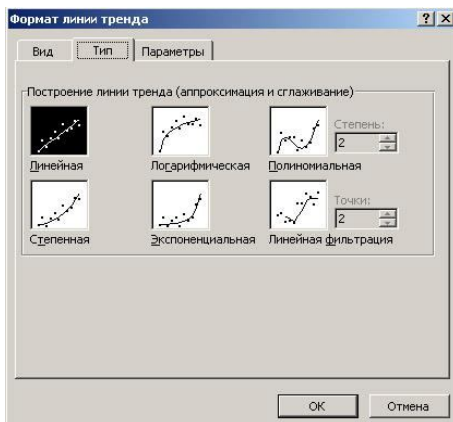 Формат линии тренда
Вид Тип Параметры
Построение линии тренда (аппроксимация и сглаживание)
Линейная Логарифмическая Полиномиальная
Степень:
2
Степенная Экспоненциальная Линейная фильтрация
Точки:
2
ОК Отмена